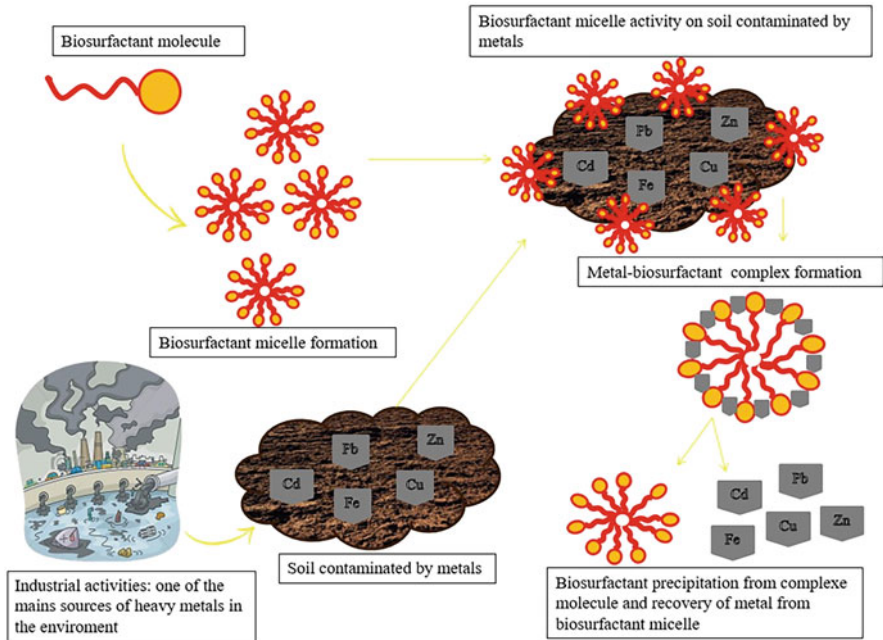 Biosurfactant molecule
Biosurfactant micelle formation
Biosurfactant micelle activity on soil contaminated by
metals
Pb
Zn
Cd
Cu
Fe
Metal-biosurfactant complex formation
Industrial activities: one of the
mains sources of heavy metals in
the enviroment
Pb
Zn
Cd
Cu
Fe
Soil contaminated by metals
Pb
Cd
Zn
Cu
Fe
Biosurfactant precipitation from complexe
molecule and recovery of metal from
biosurfactant micelle